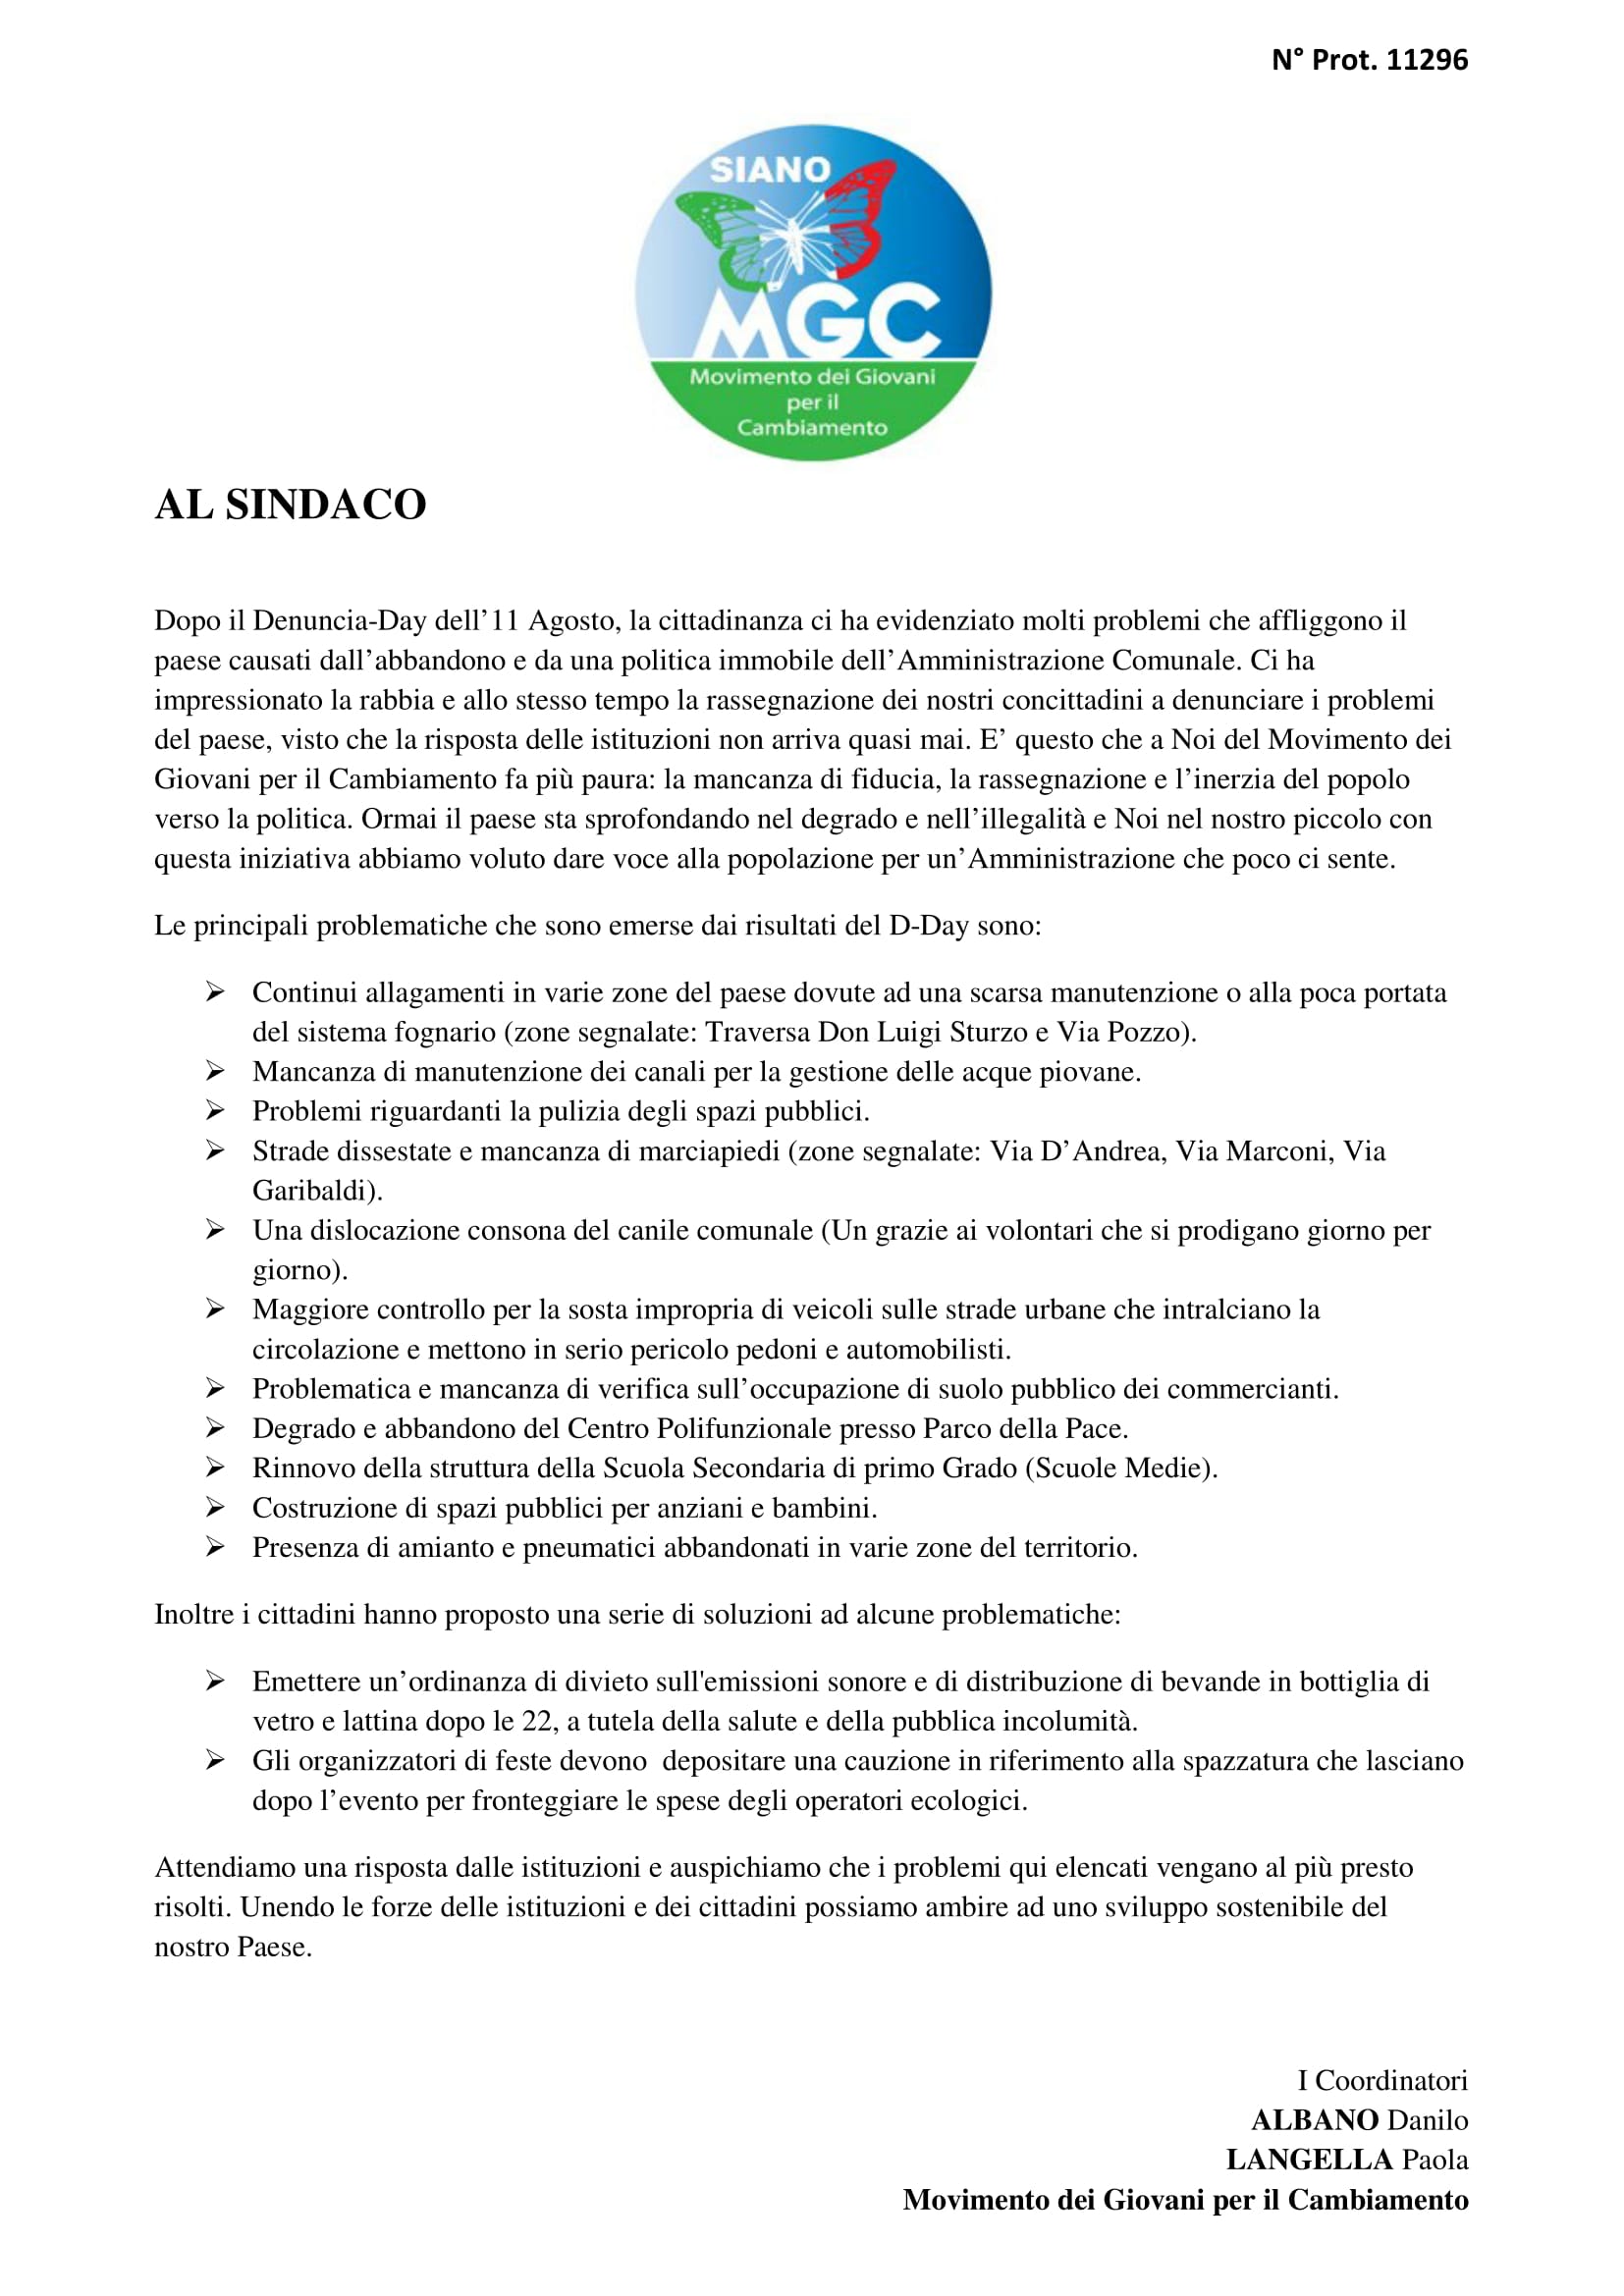 N° Prot. 11296
SIANO
MGC
Movimento dei Giovani
per il
Cambiamento
AL SINDACO
Dopo il Denuncia-Day dell’11 Agosto, la cittadinanza ci ha evidenziato molti problemi che affliggono il
paese causati dall’abbandono e da una politica immobile dell’Amministrazione Comunale. Ci ha
impressionato la rabbia e allo stesso tempo la rassegnazione dei nostri concittadini a denunciare i problemi
del paese, visto che la risposta delle istituzioni non arriva quasi mai. E’ questo che a Noi del Movimento dei
Giovani per il Cambiamento fa più paura: la mancanza di fiducia, la rassegnazione e l’inerzia del popolo
verso la politica. Ormai il paese sta sprofondando nel degrado e nell’illegalità e Noi nel nostro piccolo con
questa iniziativa abbiamo voluto dare voce alla popolazione per un’Amministrazione che poco ci sente.
Le principali problematiche che sono emerse dai risultati del D-Day sono:
➢ Continui allagamenti in varie zone del paese dovute ad una scarsa manutenzione o alla poca portata
del sistema fognario (zone segnalate: Traversa Don Luigi Sturzo e Via Pozzo).
➢ Mancanza di manutenzione dei canali per la gestione delle acque piovane.
➢ Problemi riguardanti la pulizia degli spazi pubblici.
➢ Strade dissestate e mancanza di marciapiedi (zone segnalate: Via D’Andrea, Via Marconi, Via
Garibaldi).
➢ Una dislocazione consona del canile comunale (Un grazie ai volontari che si prodigano giorno per
giorno).
➢ Maggiore controllo per la sosta impropria di veicoli sulle strade urbane che intralciano la
circolazione e mettono in serio pericolo pedoni e automobilisti.
➢ Problematica e mancanza di verifica sull’occupazione di suolo pubblico dei commercianti.
➢ Degrado e abbandono del Centro Polifunzionale presso Parco della Pace.
➢ Rinnovo della struttura della Scuola Secondaria di primo Grado (Scuole Medie).
➢ Costruzione di spazi pubblici per anziani e bambini.
➢ Presenza di amianto e pneumatici abbandonati in varie zone del territorio.
Inoltre i cittadini hanno proposto una serie di soluzioni ad alcune problematiche:
➢ Emettere un’ordinanza di divieto sull'emissioni sonore e di distribuzione di bevande in bottiglia di
vetro e lattina dopo le 22, a tutela della salute e della pubblica incolumità.
➢ Gli organizzatori di feste devono  depositare una cauzione in riferimento alla spazzatura che lasciano
dopo l’evento per fronteggiare le spese degli operatori ecologici.
Attendiamo una risposta dalle istituzioni e auspichiamo che i problemi qui elencati vengano al più presto
risolti. Unendo le forze delle istituzioni e dei cittadini possiamo ambire ad uno sviluppo sostenibile del
nostro Paese.
I Coordinatori
ALBANO Danilo
LANGELLA Paola
Movimento dei Giovani per il Cambiamento